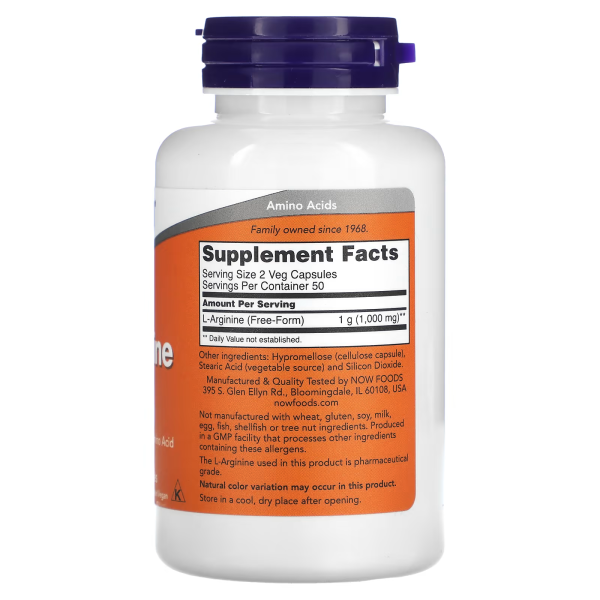 Amino Acids
Family owned since 1968.
Supplement Facts
Serving Size 2 Veg Capsules
Servings Per Container 50
Amount Per Serving
L-Arginine (Free-Form) 1 g (1,000 mg)**
** Daily Value not established.
Other ingredients: Hypromellose (cellulose capsule),
Stearic Acid (vegetable source) and Silicon Dioxide.
Manufactured & Quality Tested by NOW FOODS
395 S. Glen Ellyn Rd., Bloomingdale, IL 60108, USA
nowfoods.com
Not manufactured with wheat, gluten, soy, milk,
egg, fish, shellfish or tree nut ingredients. Produced
in a GMP facility that processes other ingredients
containing these allergens.
The L-Arginine used in this product is pharmaceutical
grade.
Natural color variation may occur in this product.
Store in a cool, dry place after opening.
ne
Acid
K